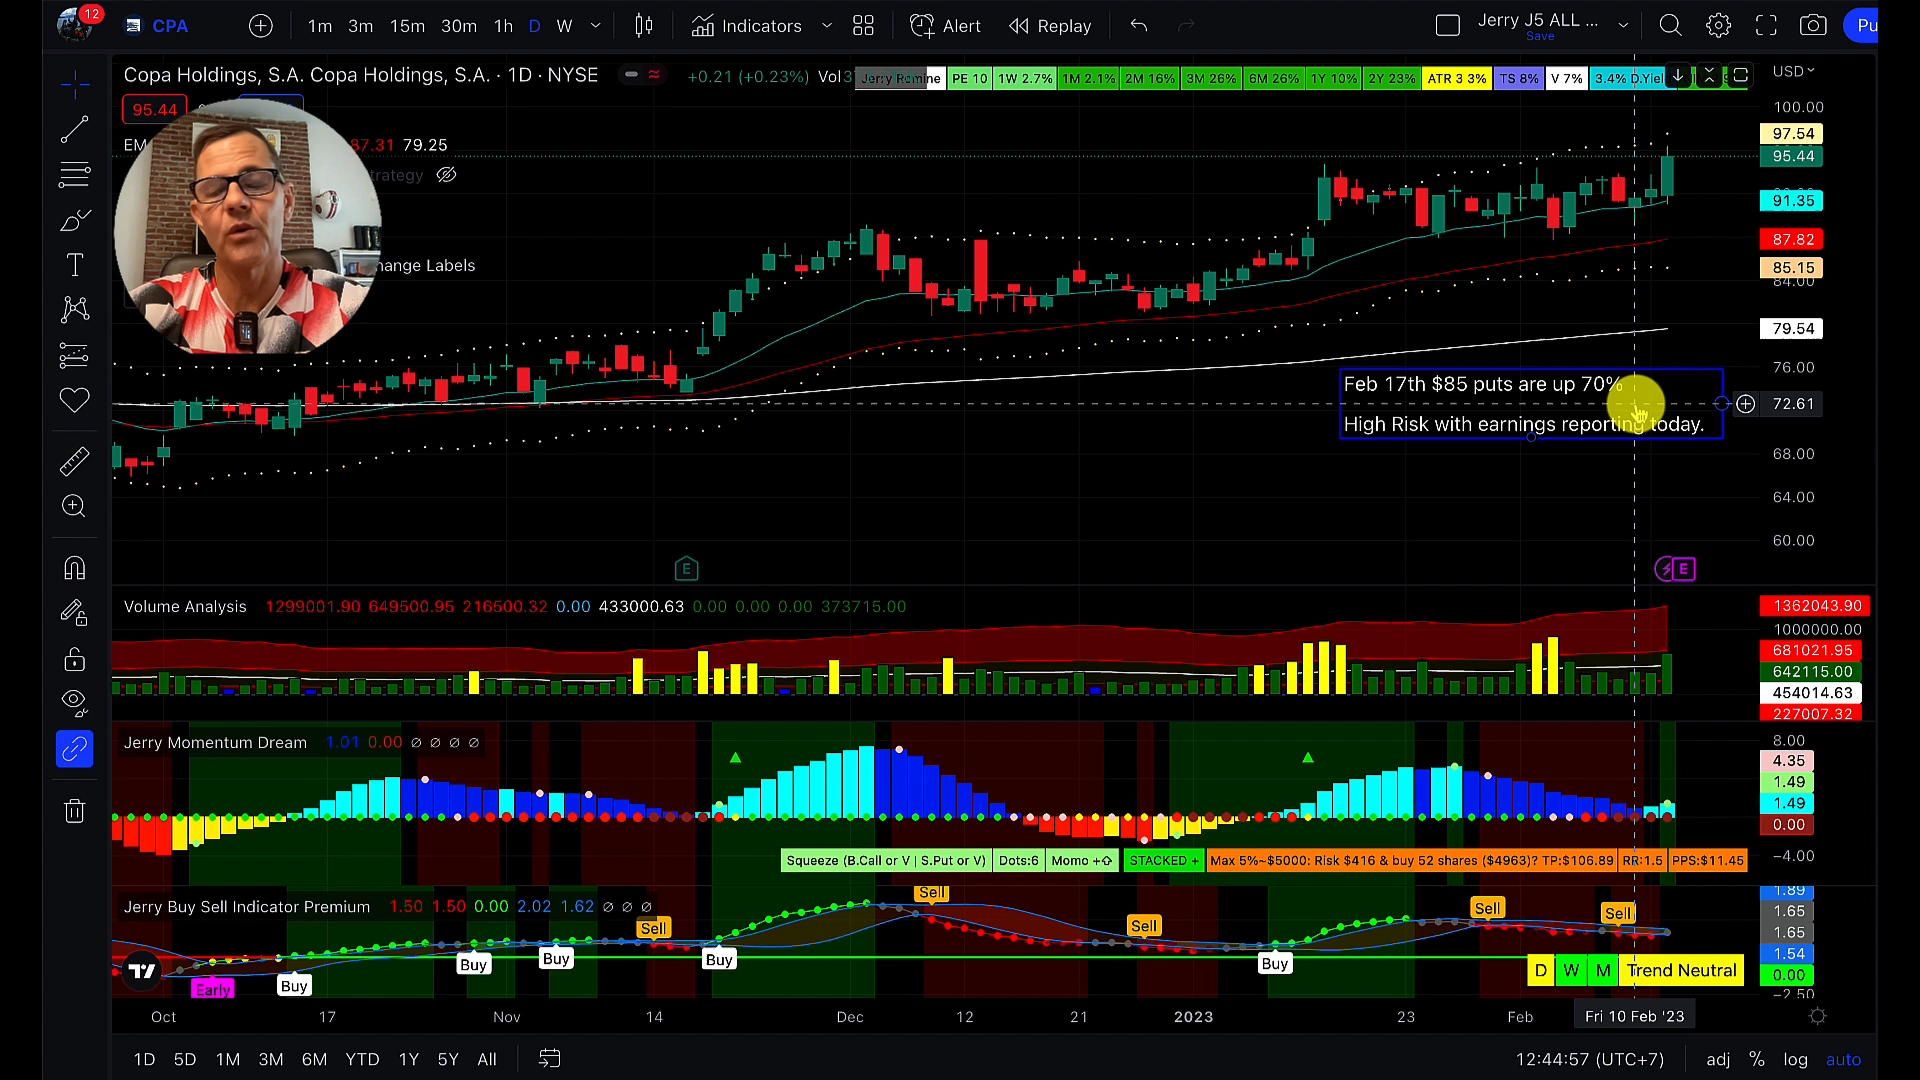 12
CPA
1m 3m 15m 30m 1h D W
Indicators
Alert
Replay
Jerry J5 ALL ...
Save
Copa Holdings, S.A. Copa Holdings, S.A. · 1D · NYSE
+0.21 (+0.23%)
Jerry Romine
PE 10
1W 2.7%
1M 2.1%
2M 16%
3M 26%
6M 26%
1Y 10%
2Y 23%
ATR 3 3%
TS 8%
V 7%
3.4% D.Yiel
USD
95.44
87.31 79.25
100.00
97.54
95.44
91.35
87.82
85.15
84.00
79.54
76.00
72.61
68.00
64.00
60.00
Feb 17th $85 puts are up 70%
High Risk with earnings reporting today.
E
E
Volume Analysis 1299001.90 649500.95 216500.32 0.00 433000.63 0.00 0.00 0.00 373715.00
1362043.90
1000000.00
681021.95
642115.00
454014.63
227007.32
Jerry Momentum Dream 1.01 0.00 ∅ ∅ ∅ ∅
8.00
4.35
1.49
1.49
0.00
−4.00
Squeeze (B.Call or V | S.Put or V)
Dots:6
Momo +⇧
STACKED +
Max 5%~$5000: Risk $416 & buy 52 shares ($4963)? TP:$106.89
RR:1.5
PPS:$11.45
Jerry Buy Sell Indicator Premium 1.50 1.50 0.00 2.02 1.62 ∅ ∅ ∅
1.89
1.65
1.65
1.54
0.00
−2.50
Sell
Sell
Sell
Sell
Sell
Early
Buy
Buy
Buy
Buy
Buy
D W M Trend Neutral
Oct 17 Nov 14 Dec 12 21 2023 23 Feb Fri 10 Feb '23
1D 5D 1M 3M 6M YTD 1Y 5Y All
12:44:57 (UTC+7)
adj % log auto